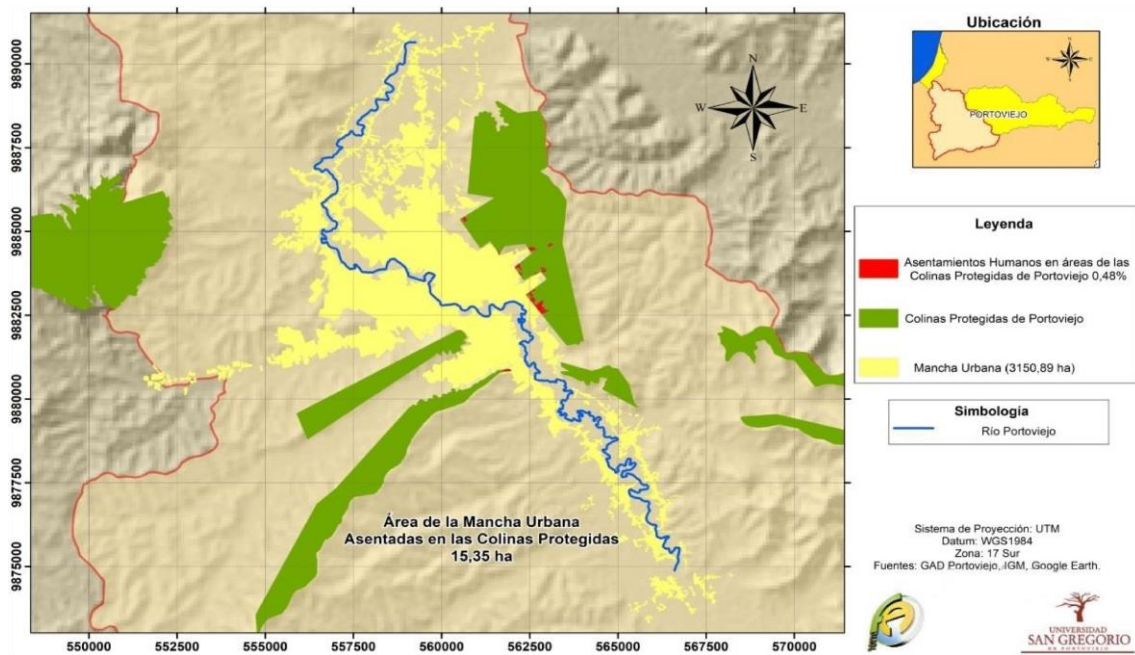 9890000
9887500
9885000
9882500
9880000
9877500
9875000
550000
552500
555000
557500
560000
562500
565000
567500
570000
N
W
E
S
Área de la Mancha Urbana
Asentadas en las Colinas Protegidas
15,35 ha
Ubicación
N
W
E
S
PORTOVIEJO
Leyenda
Asentamientos Humanos en áreas de las
Colinas Protegidas de Portoviejo 0,48%
Colinas Protegidas de Portoviejo
Mancha Urbana (3150,89 ha)
Simbología
Río Portoviejo
Sistema de Proyección: UTM
Datum: WGS1984
Zona: 17 Sur
Fuentes: GAD Portoviejo, IGM, Google Earth.
UNIVERSIDAD
SAN GREGORIO
DE PORTOVIEJO